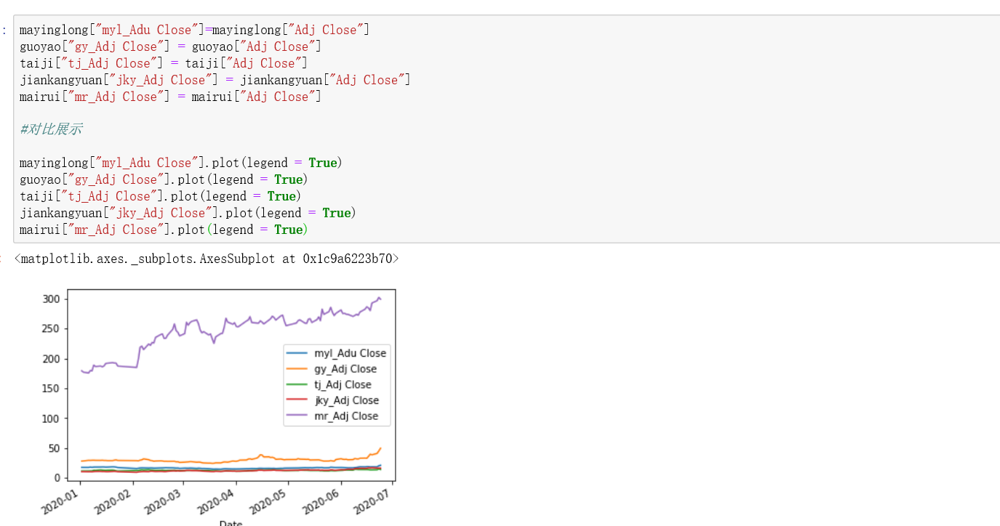 :
mayinglong["myl_Adu Close"]=mayinglong["Adj Close"]
guoyao["gy_Adj Close"] = guoyao["Adj Close"]
taiji["tj_Adj Close"] = taiji["Adj Close"]
jiankangyuan["jky_Adj Close"] = jiankangyuan["Adj Close"]
mairui["mr_Adj Close"] = mairui["Adj Close"]
#对比展示
mayinglong["myl_Adu Close"].plot(legend = True)
guoyao["gy_Adj Close"].plot(legend = True)
taiji["tj_Adj Close"].plot(legend = True)
jiankangyuan["jky_Adj Close"].plot(legend = True)
mairui["mr_Adj Close"].plot(legend = True)
: <matplotlib.axes._subplots.AxesSubplot at 0x1c9a6223b70>
300
250
200
150
100
50
0
myl_Adu Close
gy_Adj Close
tj_Adj Close
jky_Adj Close
mr_Adj Close
2020-01
2020-02
2020-03
2020-04
2020-05
2020-06
2020-07
Date